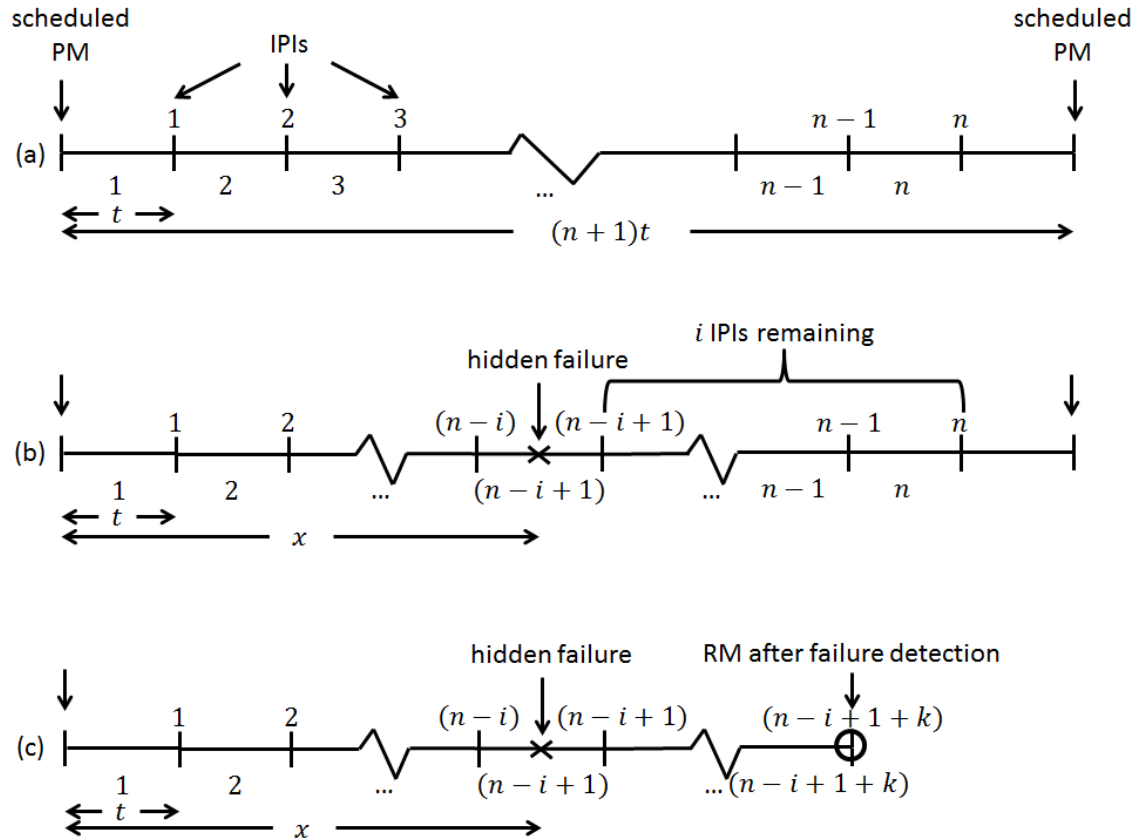 scheduled PM
IPIs
scheduled PM
1 2 3 n − 1 n
(a)
1 2 3 ... n − 1 n
t
(n + 1)t
i IPIs remaining
hidden failure
1 2 (n − i) (n − i + 1) n − 1 n
(b)
1 2 ... (n − i + 1) ... n − 1 n
t
x
hidden failure RM after failure detection
1 2 (n − i) (n − i + 1) (n − i + 1 + k)
(c)
1 2 ... (n − i + 1) ... (n − i + 1 + k)
t
x